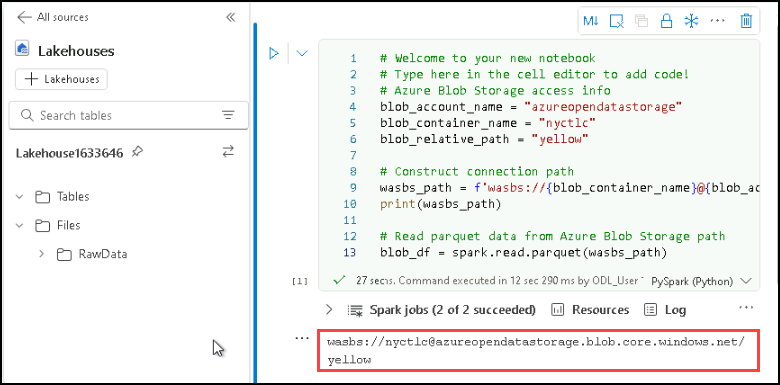 All sources
Lakehouses
Lakehouses
Search tables
Lakehouse1633646
Tables
Files
RawData
M↓
1 # Welcome to your new notebook
2 # Type here in the cell editor to add code!
3 # Azure Blob Storage access info
4 blob_account_name = "azureopendatastorage"
5 blob_container_name = "nyctlc"
6 blob_relative_path = "yellow"
7
8 # Construct connection path
9 wasbs_path = f'wasbs://{blob_container_name}@{blob_ac
10 print(wasbs_path)
11
12 # Read parquet data from Azure Blob Storage path
13 blob_df = spark.read.parquet(wasbs_path)
[1] 27 secs. Command executed in 12 sec 290 ms by ODL_User PySpark (Python)
Spark jobs (2 of 2 succeeded) Resources Log
wasbs://nyctlc@azureopendatastorage.blob.core.windows.net/
yellow